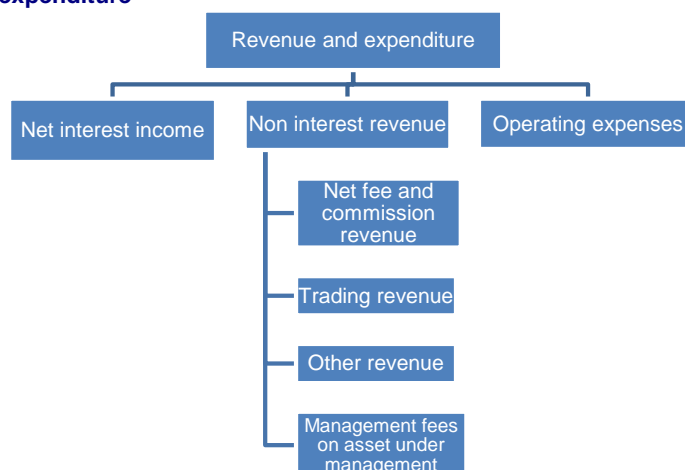 expenditure
Revenue and expenditure
Net interest income
Non interest revenue
Operating expenses
Net fee and
commission
revenue
Trading revenue
Other revenue
Management fees
on asset under
management